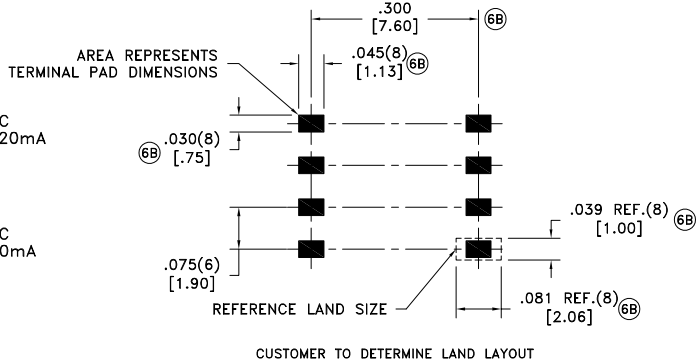 .300
[7.60]
6B
AREA REPRESENTS
TERMINAL PAD DIMENSIONS
.045(8)
[1.13]
6B
C
20mA
6B
.030(8)
[.75]
C
0mA
.039 REF.(8)
[1.00]
6B
.075(6)
[1.90]
REFERENCE LAND SIZE
.081 REF.(8)
[2.06]
6B
CUSTOMER TO DETERMINE LAND LAYOUT